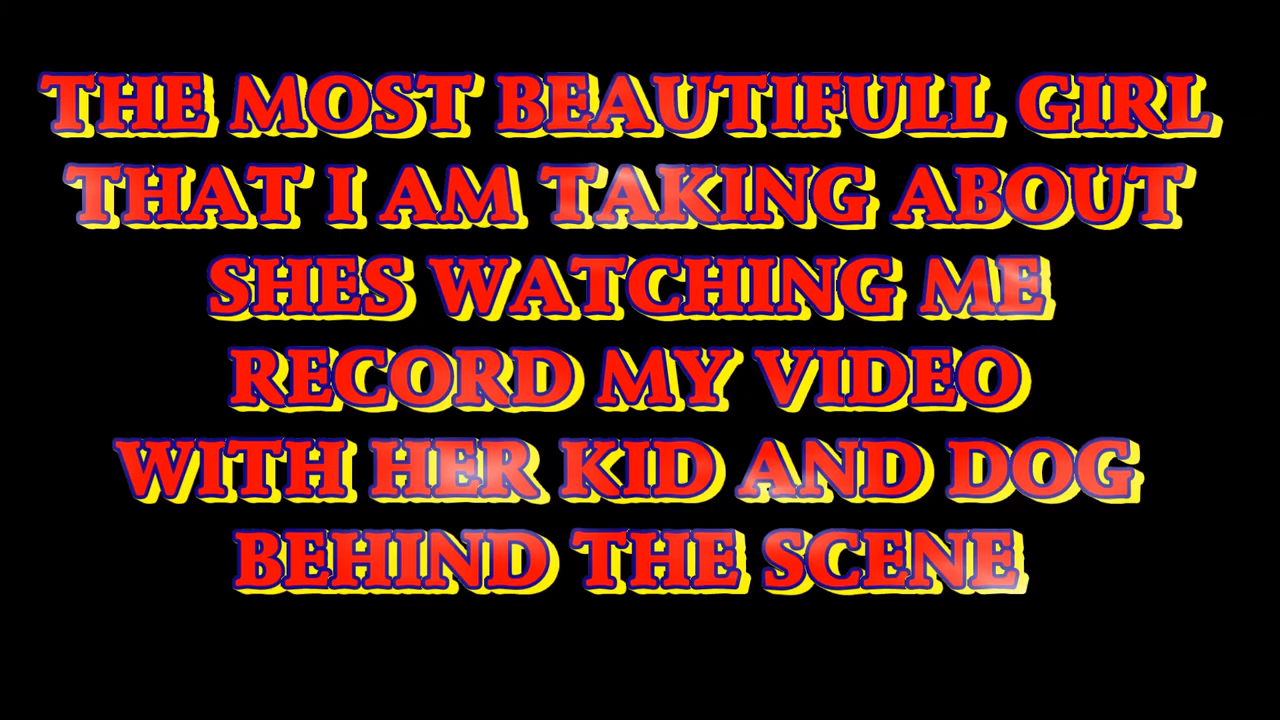 THE MOST BEAUTIFULL GIRL
THAT I AM TAKING ABOUT
SHES WATCHING ME
RECORD MY VIDEO
WITH HER KID AND DOG
BEHIND THE SCENE